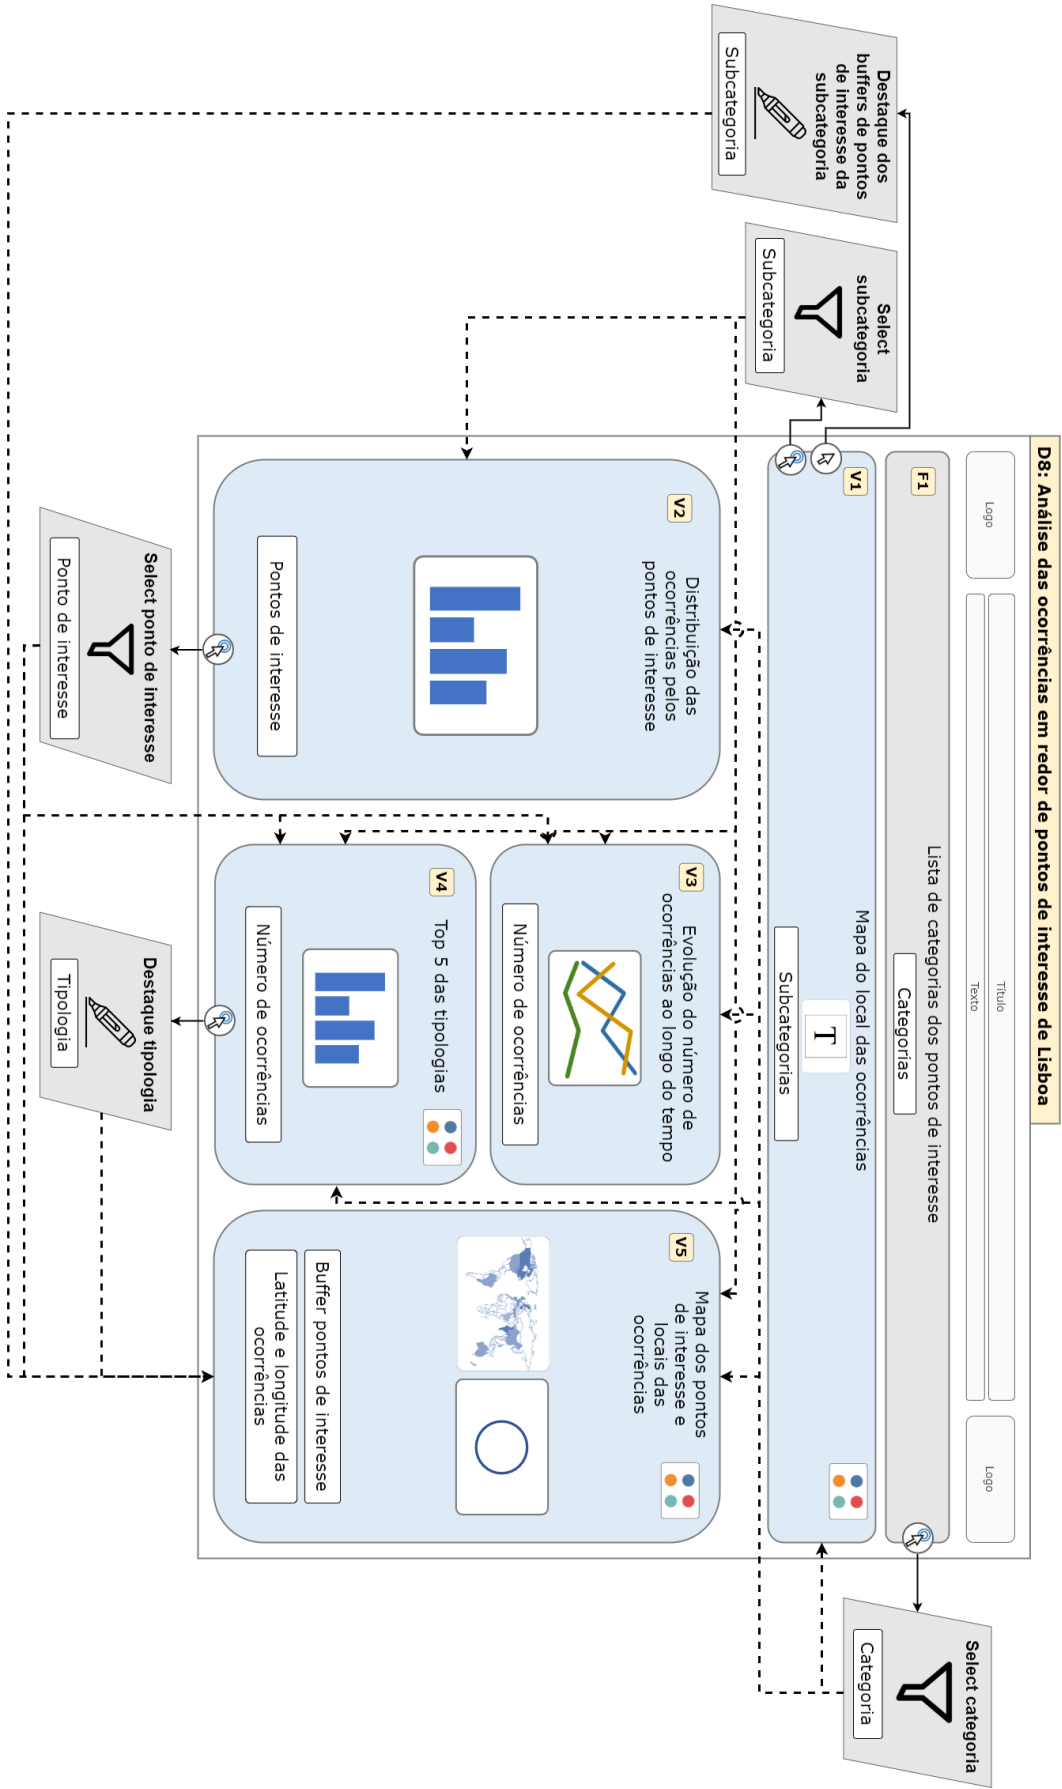 D8: Análise das ocorrências em redor de pontos de interesse de Lisboa
Logo
Título
Texto
Logo
F1
Lista de categorias dos pontos de interesse
Categorias
Select categoria
Categoria
V1
Mapa do local das ocorrências
T
Subcategorias
Destaque dos
buffers de pontos
de interesse da
subcategoria
Subcategoria
Select
subcategoria
Subcategoria
V2
Distribuição das
ocorrências pelos
pontos de interesse
Pontos de interesse
V3
Evolução do número de
ocorrências ao longo do tempo
Número de ocorrências
V4
Top 5 das tipologias
Número de ocorrências
V5
Mapa dos pontos
de interesse e
locais das
ocorrências
Buffer pontos de interesse
Latitude e longitude das
ocorrências
Select ponto de interesse
Ponto de interesse
Destaque tipologia
Tipologia